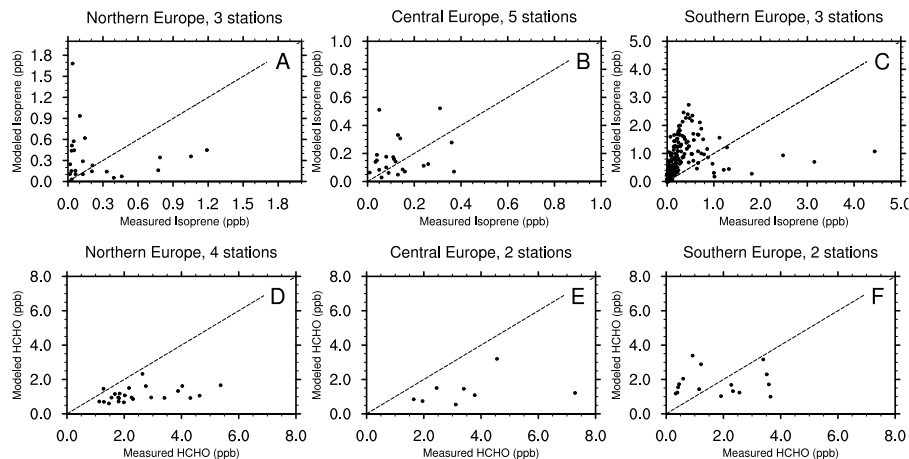 Northern Europe, 3 stations
Central Europe, 5 stations
Southern Europe, 3 stations
Modeled Isoprene (ppb)
1.8
1.5
1.2
0.9
0.6
0.3
0.0
A
0.0 0.3 0.6 0.9 1.2 1.5 1.8
Measured Isoprene (ppb)
Modeled Isoprene (ppb)
1.0
0.8
0.6
0.4
0.2
0.0
B
0.0 0.2 0.4 0.6 0.8 1.0
Measured Isoprene (ppb)
Modeled Isoprene (ppb)
5.0
4.0
3.0
2.0
1.0
0.0
C
0.0 1.0 2.0 3.0 4.0 5.0
Measured Isoprene (ppb)
Northern Europe, 4 stations
Central Europe, 2 stations
Southern Europe, 2 stations
Modeled HCHO (ppb)
8.0
6.0
4.0
2.0
0.0
D
0.0 2.0 4.0 6.0 8.0
Measured HCHO (ppb)
Modeled HCHO (ppb)
8.0
6.0
4.0
2.0
0.0
E
0.0 2.0 4.0 6.0 8.0
Measured HCHO (ppb)
Modeled HCHO (ppb)
8.0
6.0
4.0
2.0
0.0
F
0.0 2.0 4.0 6.0 8.0
Measured HCHO (ppb)